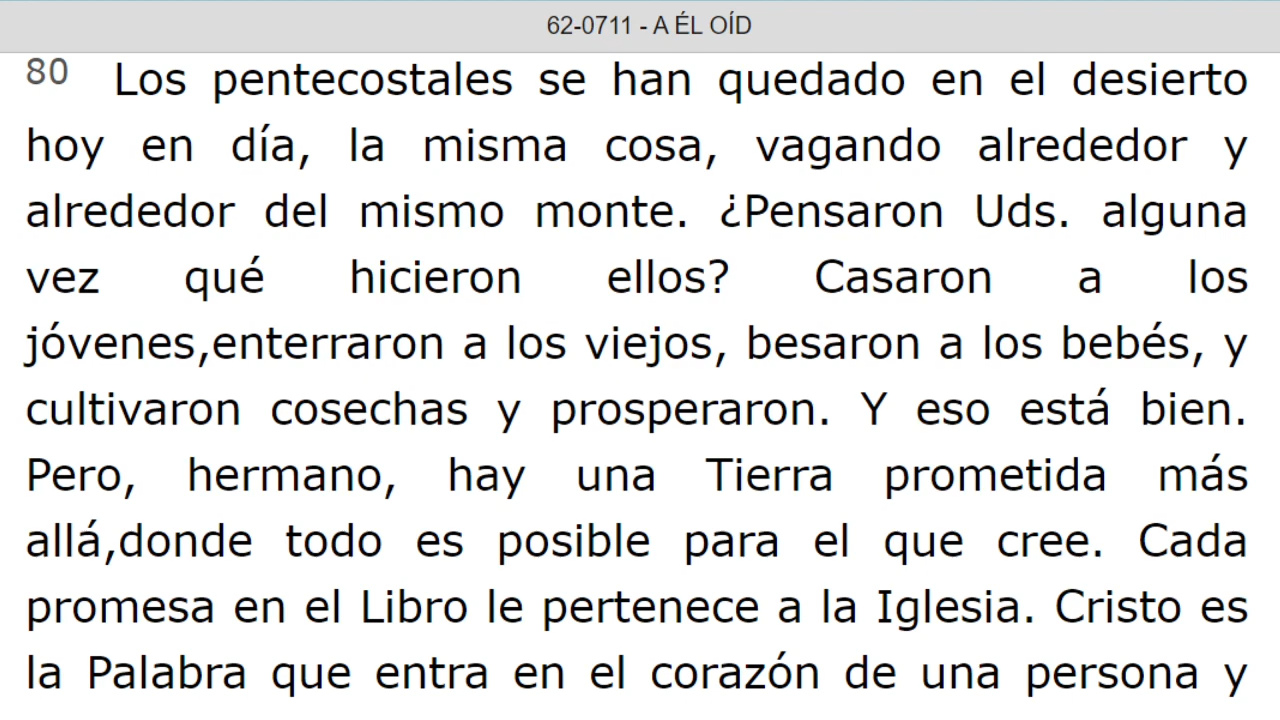 62-0711 - A ÉL OÍD
80 Los pentecostales se han quedado en el desierto
hoy en día, la misma cosa, vagando alrededor y
alrededor del mismo monte. ¿Pensaron Uds. alguna
vez qué hicieron ellos? Casaron a los
jóvenes,enterraron a los viejos, besaron a los bebés, y
cultivaron cosechas y prosperaron. Y eso está bien.
Pero, hermano, hay una Tierra prometida más
allá,donde todo es posible para el que cree. Cada
promesa en el Libro le pertenece a la Iglesia. Cristo es
la Palabra que entra en el corazón de una persona y